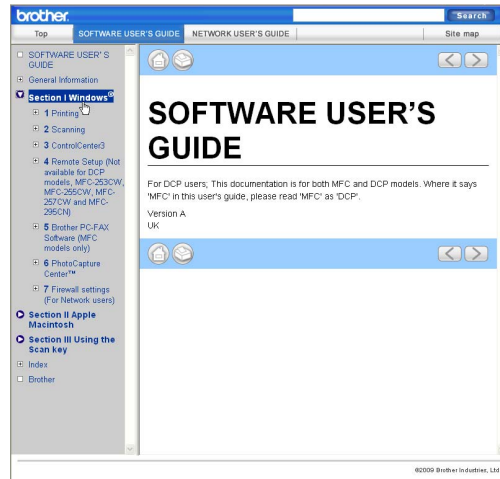 brother.
Search
Top
SOFTWARE USER'S GUIDE
NETWORK USER'S GUIDE
Site map
SOFTWARE USER' S
GUIDE
General Information
Section I Windows®
1 Printing
2 Scanning
3 ControlCenter3
4 Remote Setup (Not
available for DCP
models, MFC-253CW,
MFC-255CW, MFC-
257CW and MFC-
295CN)
5 Brother PC-FAX
Software (MFC
models only)
6 PhotoCapture
Center™
7 Firewall settings
(For Network users)
Section II Apple
Macintosh
Section III Using the
Scan key
Index
Brother
SOFTWARE USER'S
GUIDE
For DCP users; This documentation is for both MFC and DCP models. Where it says
'MFC' in this user's guide, please read 'MFC' as 'DCP'.
Version A
UK
©2009 Brother Industries, Ltd.